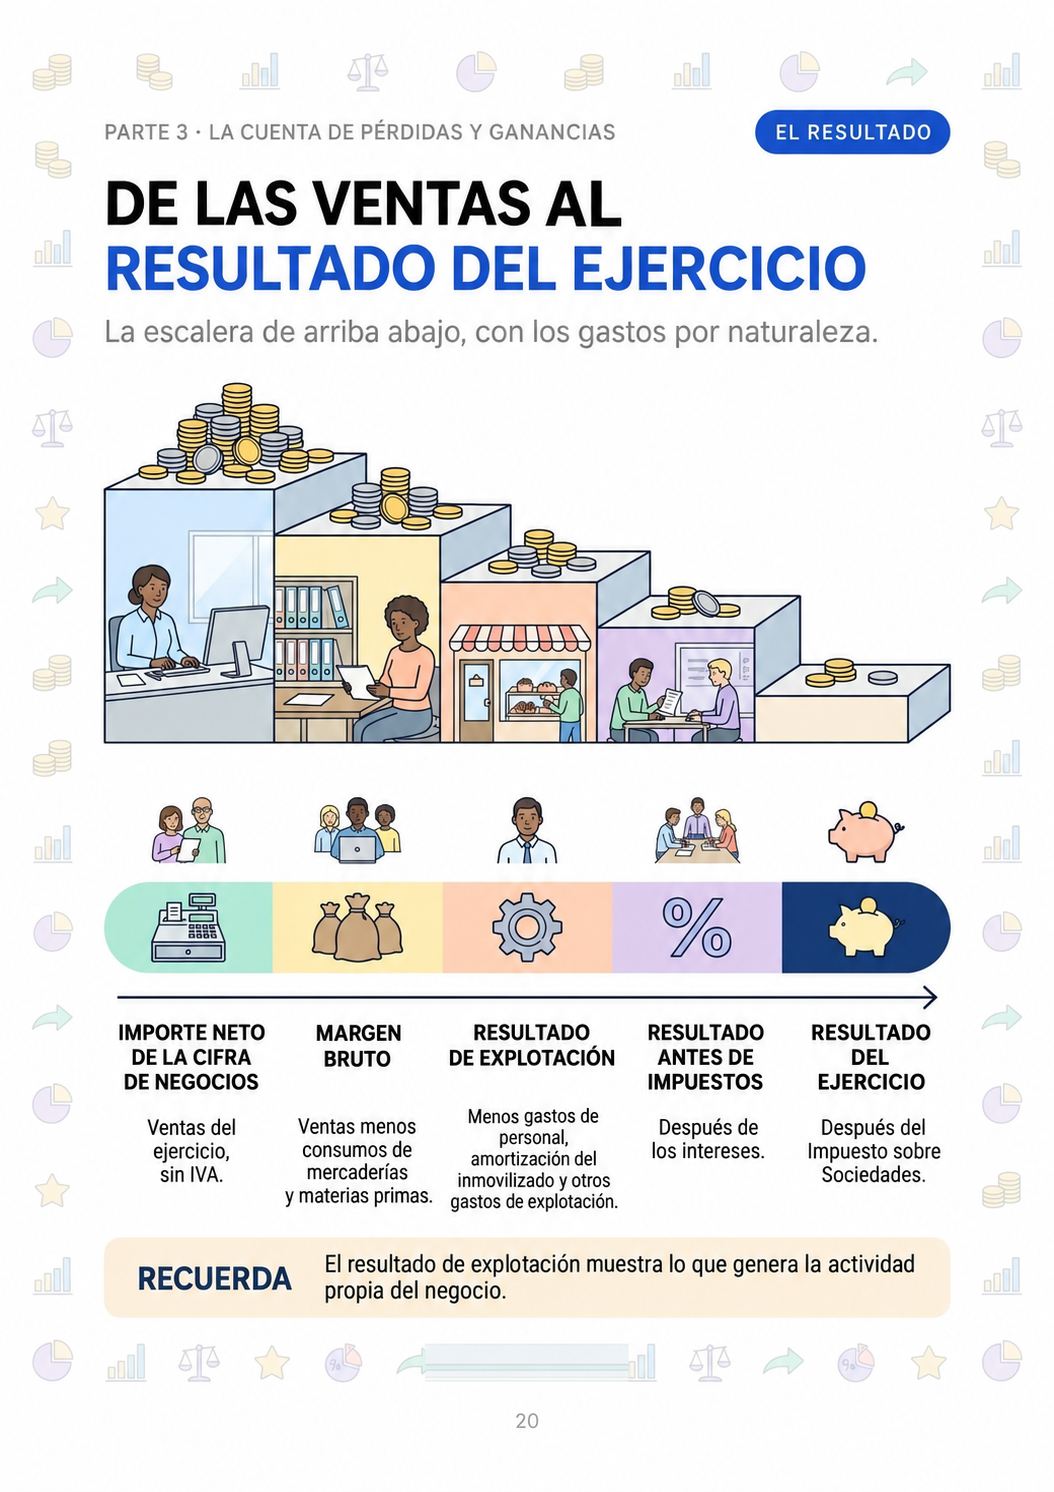 PARTE 3 · LA CUENTA DE PÉRDIDAS Y GANANCIAS
EL RESULTADO
DE LAS VENTAS AL
RESULTADO DEL EJERCICIO
La escalera de arriba abajo, con los gastos por naturaleza.
%
IMPORTE NETO
DE LA CIFRA
DE NEGOCIOS
Ventas del
ejercicio,
sin IVA.
MARGEN
BRUTO
Ventas menos
consumos de
mercaderías
y materias primas.
RESULTADO
DE EXPLOTACIÓN
Menos gastos de
personal,
amortización del
inmovilizado y otros
gastos de explotación.
RESULTADO
ANTES DE
IMPUESTOS
Después de
los intereses.
RESULTADO
DEL
EJERCICIO
Después del
Impuesto sobre
Sociedades.
RECUERDA
El resultado de explotación muestra lo que genera la actividad
propia del negocio.
20